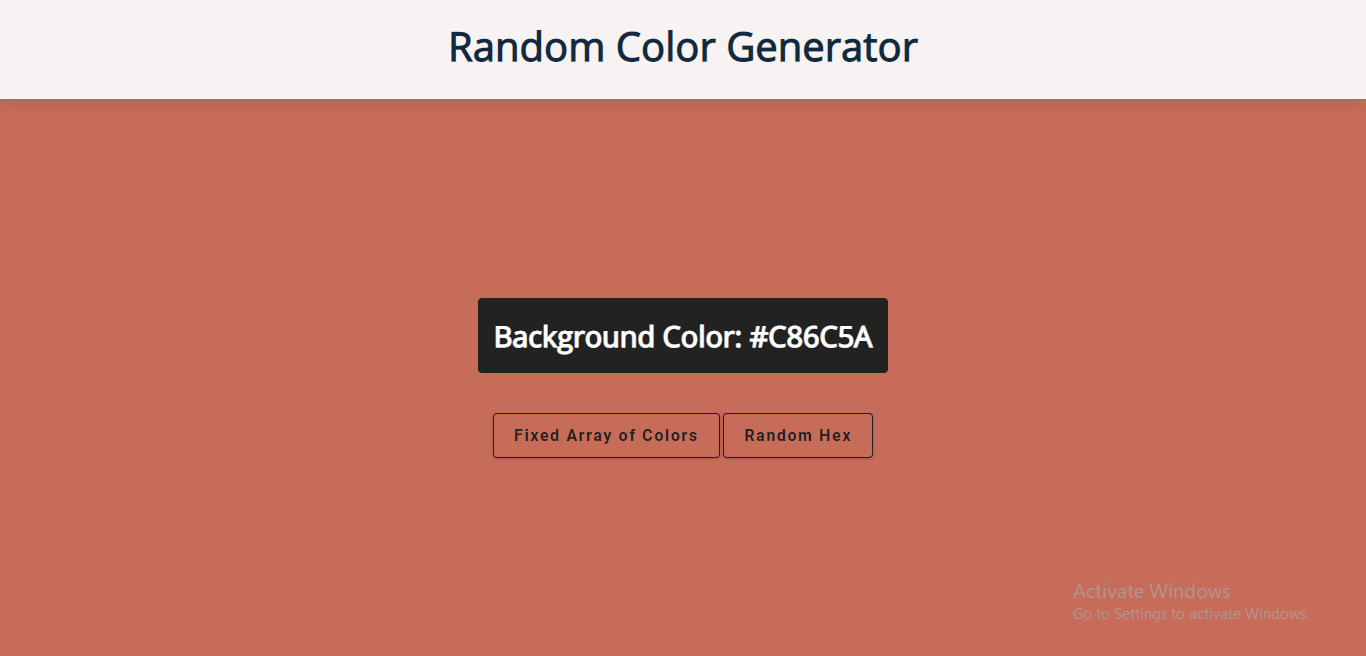 Random Color Generator
Background Color: #C86C5A
Fixed Array of Colors Random Hex
Activate Windows
Go to Settings to activate Windows.